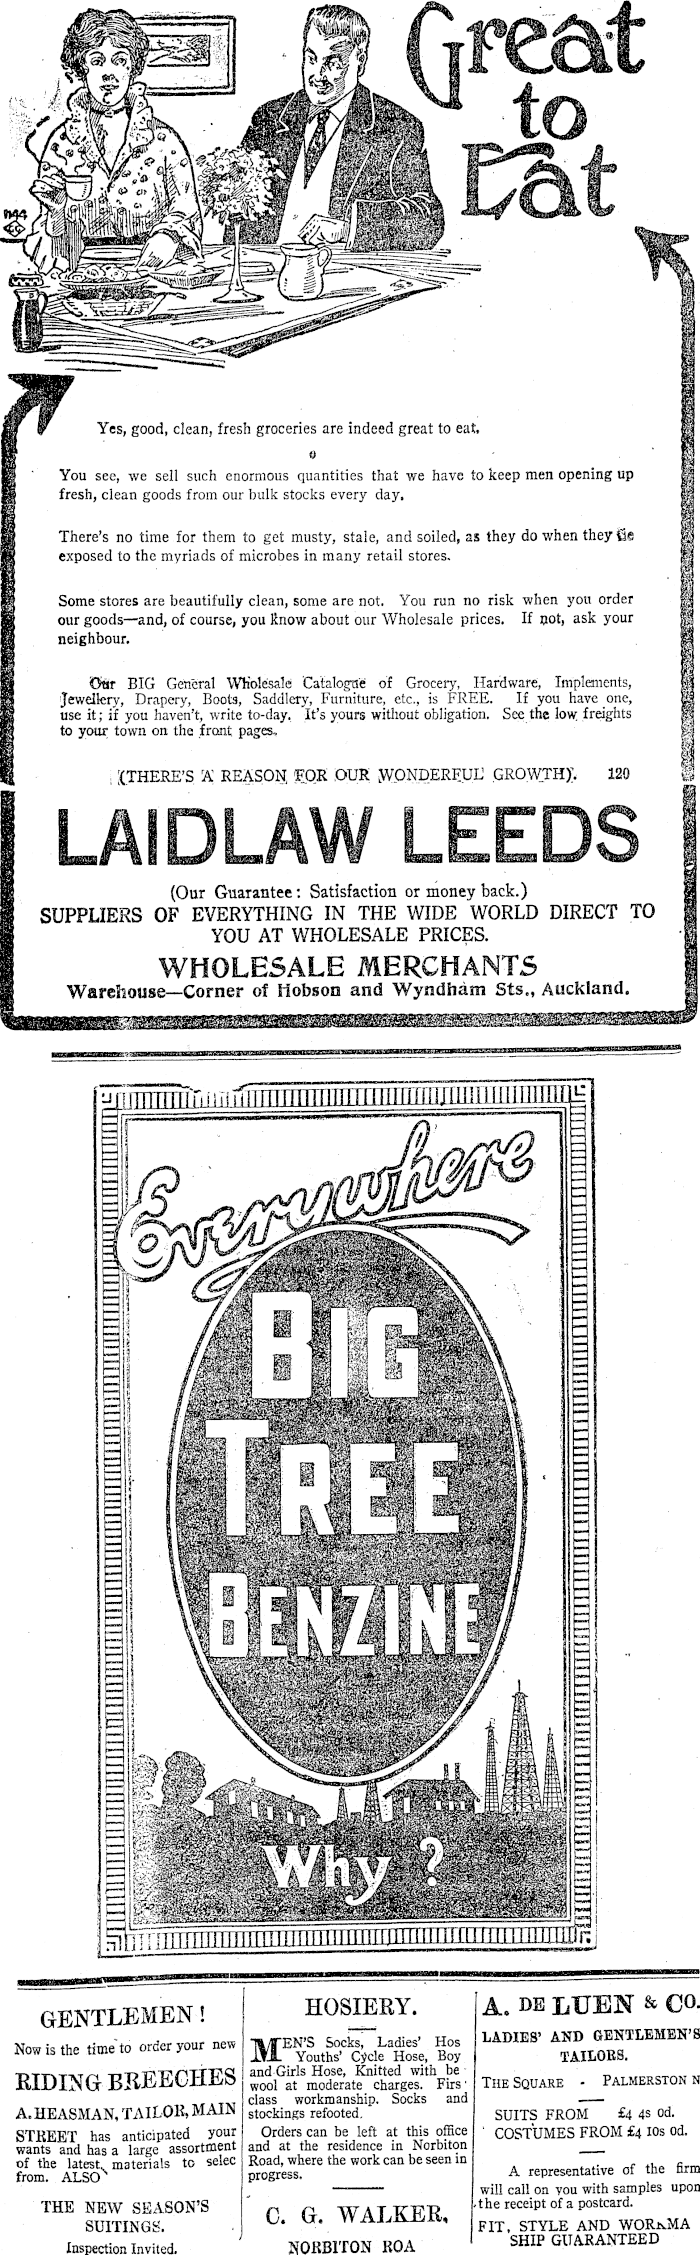 Great
to
Eat
Yes, good, clean, fresh groceries are indeed great to eat.
You see, we sell such enormous quantities that we have to keep men opening up
fresh, clean goods from our bulk stocks every day.
There's no time for them to get musty, stale, and soiled, as they do when they lie
exposed to the myriads of microbes in many retail stores.
Some stores are beautifully clean, some are not. You run no risk when you order
our goods—and, of course, you know about our Wholesale prices. If not, ask your
neighbour.
Our BIG General Wholesale Catalogue of Grocery, Hardware, Implements,
Jewellery, Drapery, Boots, Saddlery, Furniture, etc., is FREE. If you have one,
use it; if you haven't, write to-day. It's yours without obligation. See the low freights
to your town on the front pages.
(THERE'S A REASON FOR OUR WONDERFUL GROWTH). 120
LAIDLAW LEEDS
(Our Guarantee: Satisfaction or money back.)
SUPPLIERS OF EVERYTHING IN THE WIDE WORLD DIRECT TO
YOU AT WHOLESALE PRICES.
WHOLESALE MERCHANTS
Warehouse—Corner of Hobson and Wyndham Sts., Auckland.
Everywhere
BIG
TREE
BENZINE
Why?
GENTLEMEN!
Now is the time to order your new
RIDING BREECHES
A. HEASMAN, TAILOR, MAIN
STREET has anticipated your
wants and has a large assortment
of the latest materials to selec
from. ALSO
THE NEW SEASON'S
SUITINGS.
Inspection Invited.
HOSIERY.
MEN'S Socks, Ladies' Hos
Youths' Cycle Hose, Boy
and Girls Hose, Knitted with be
wool at moderate charges. Firs
class workmanship. Socks and
stockings refooted.
Orders can be left at this office
and at the residence in Norbiton
Road, where the work can be seen in
progress.
C. G. WALKER,
NORBITON ROA
A. DE LUEN & CO.
LADIES' AND GENTLEMEN'S
TAILORS.
THE SQUARE - PALMERSTON N
SUITS FROM £4 4s 0d.
COSTUMES FROM £4 10s 0d.
A representative of the firm
will call on you with samples upon
the receipt of a postcard.
FIT, STYLE AND WORKMA
SHIP GUARANTEED